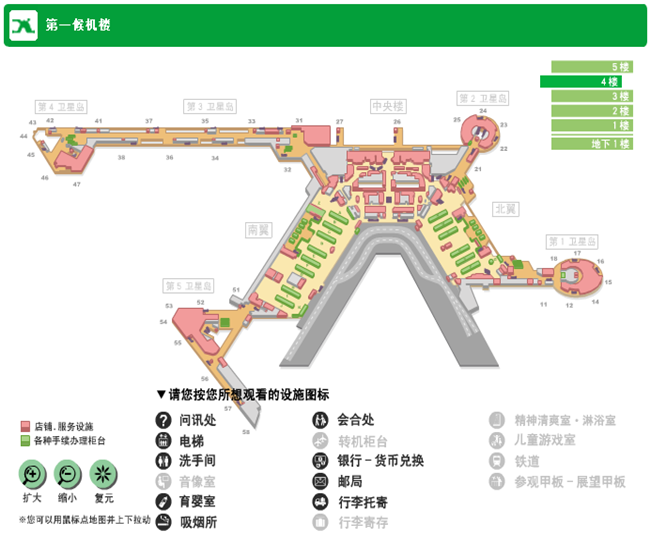 第一候机楼
5 楼
4 楼
3 楼
2 楼
1 楼
地下 1 楼
第 4 卫星岛
第 3 卫星岛
中央楼
第 2 卫星岛
43 42 41 37 35 33 31 27 26 25 34 23
44 22
45 38 36 34 32 21
46 47
南翼
北翼
第 1 卫星岛
18 17 16
15
11 12 14
第 5 卫星岛
51
53 52
54
55
56
57
58
▼请您按您所想观看的设施图标
店铺.服务设施
各种手续办理柜台
扩大 缩小 复元
※您可以用鼠标点地图并上下拉动
问讯处
电梯
洗手间
音像室
育婴室
吸烟所
会合处
转机柜台
银行－货币兑换
邮局
行李托寄
行李寄存
精神清爽室・淋浴室
儿童游戏室
铁道
参观甲板－展望甲板